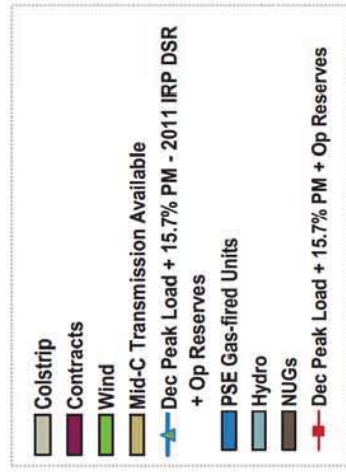 Colstrip
Contracts
Wind
Mid-C Transmission Available
Dec Peak Load + 15.7% PM - 2011 IRP DSR
+ Op Reserves
PSE Gas-fired Units
Hydro
NUGs
Dec Peak Load + 15.7% PM + Op Reserves